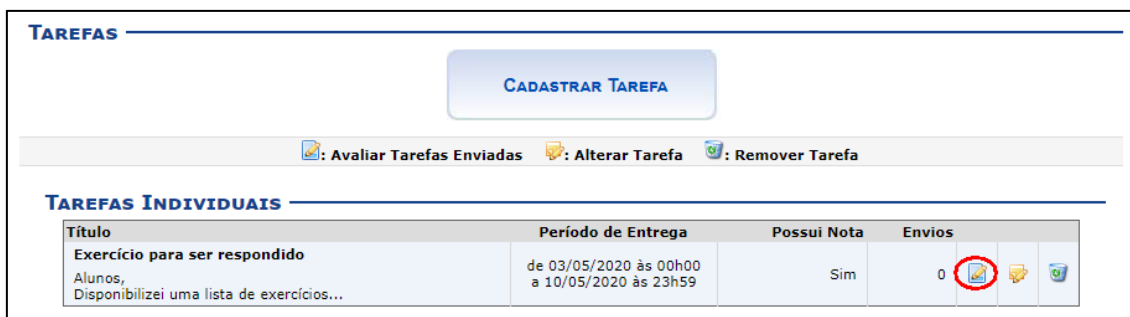 TAREFAS
CADASTRAR TAREFA
: Avaliar Tarefas Enviadas : Alterar Tarefa : Remover Tarefa
TAREFAS INDIVIDUAIS
Título Período de Entrega Possui Nota Envios
Exercício para ser respondido
Alunos,
Disponibilizei uma lista de exercícios...
de 03/05/2020 às 00h00
a 10/05/2020 às 23h59
Sim
0